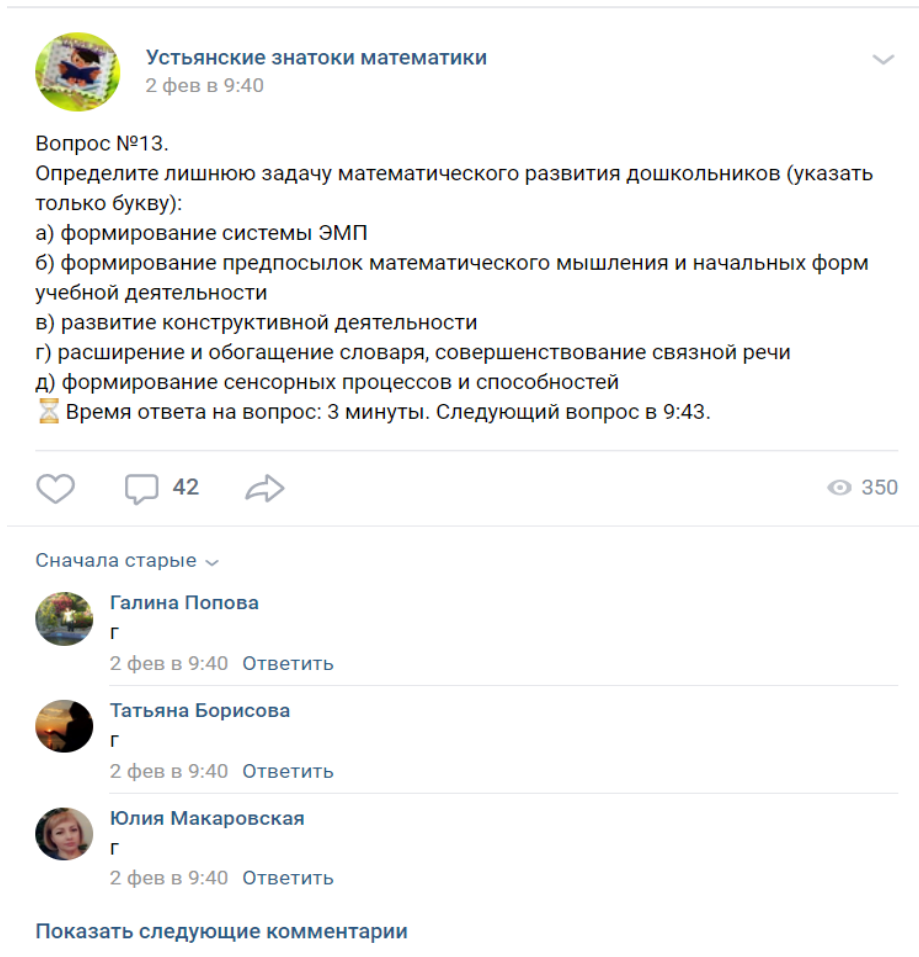 Устьянские знатоки математики
2 фев в 9:40
Вопрос №13.
Определите лишнюю задачу математического развития дошкольников (указать
только букву):
а) формирование системы ЭМП
б) формирование предпосылок математического мышления и начальных форм
учебной деятельности
в) развитие конструктивной деятельности
г) расширение и обогащение словаря, совершенствование связной речи
д) формирование сенсорных процессов и способностей
⏳ Время ответа на вопрос: 3 минуты. Следующий вопрос в 9:43.
42
350
Сначала старые
Галина Попова
г
2 фев в 9:40 Ответить
Татьяна Борисова
г
2 фев в 9:40 Ответить
Юлия Макаровская
г
2 фев в 9:40 Ответить
Показать следующие комментарии